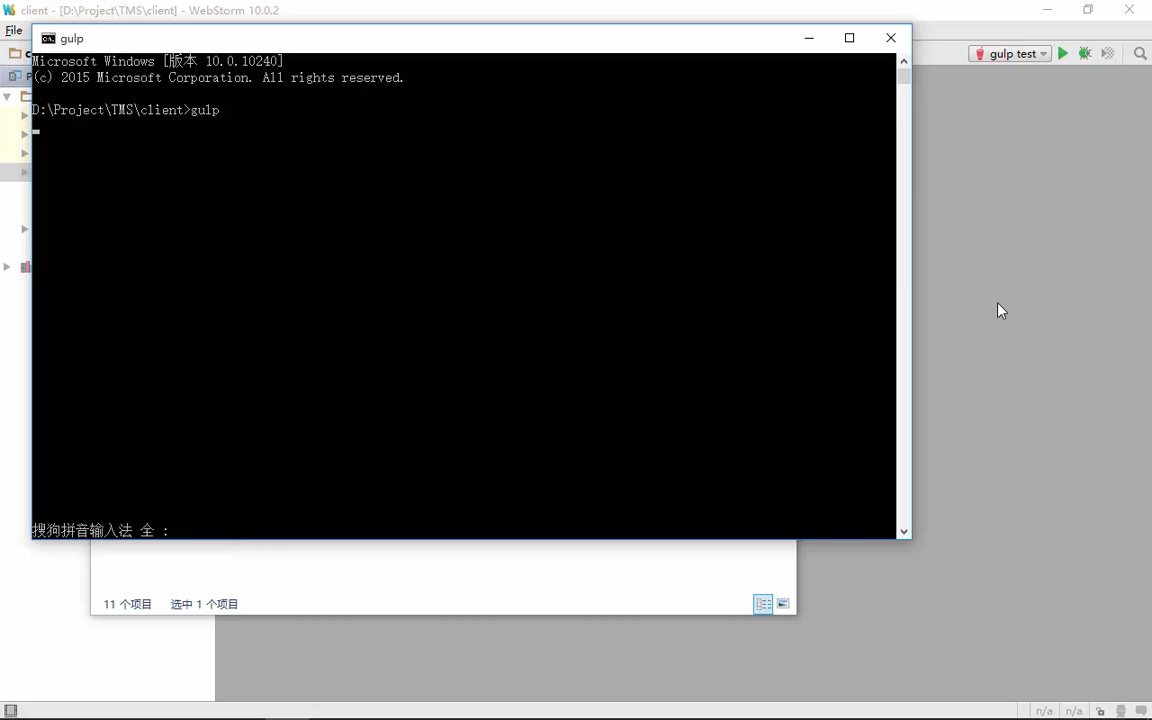 client - [D:\Project\TMS\client] - WebStorm 10.0.2
File
gulp
gulp test
Microsoft Windows [版本 10.0.10240]
(c) 2015 Microsoft Corporation. All rights reserved.
D:\Project\TMS\client>gulp
搜狗拼音输入法 全 :
11 个项目 选中 1 个项目
n/a n/a